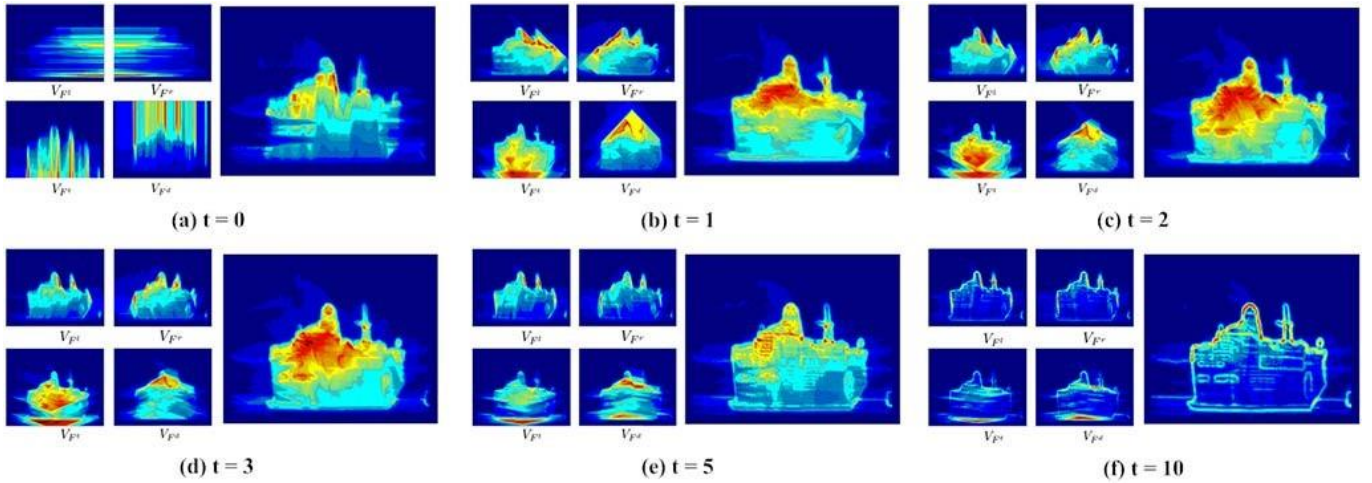 V_{F^l} V_{F^r}
V_{F^t} V_{F^d}
(a) t = 0
V_{F^l} V_{F^r}
V_{F^t} V_{F^d}
(b) t = 1
V_{F^l} V_{F^r}
V_{F^t} V_{F^d}
(c) t = 2
V_{F^l} V_{F^r}
V_{F^t} V_{F^d}
(d) t = 3
V_{F^l} V_{F^r}
V_{F^t} V_{F^d}
(e) t = 5
V_{F^l} V_{F^r}
V_{F^t} V_{F^d}
(f) t = 10